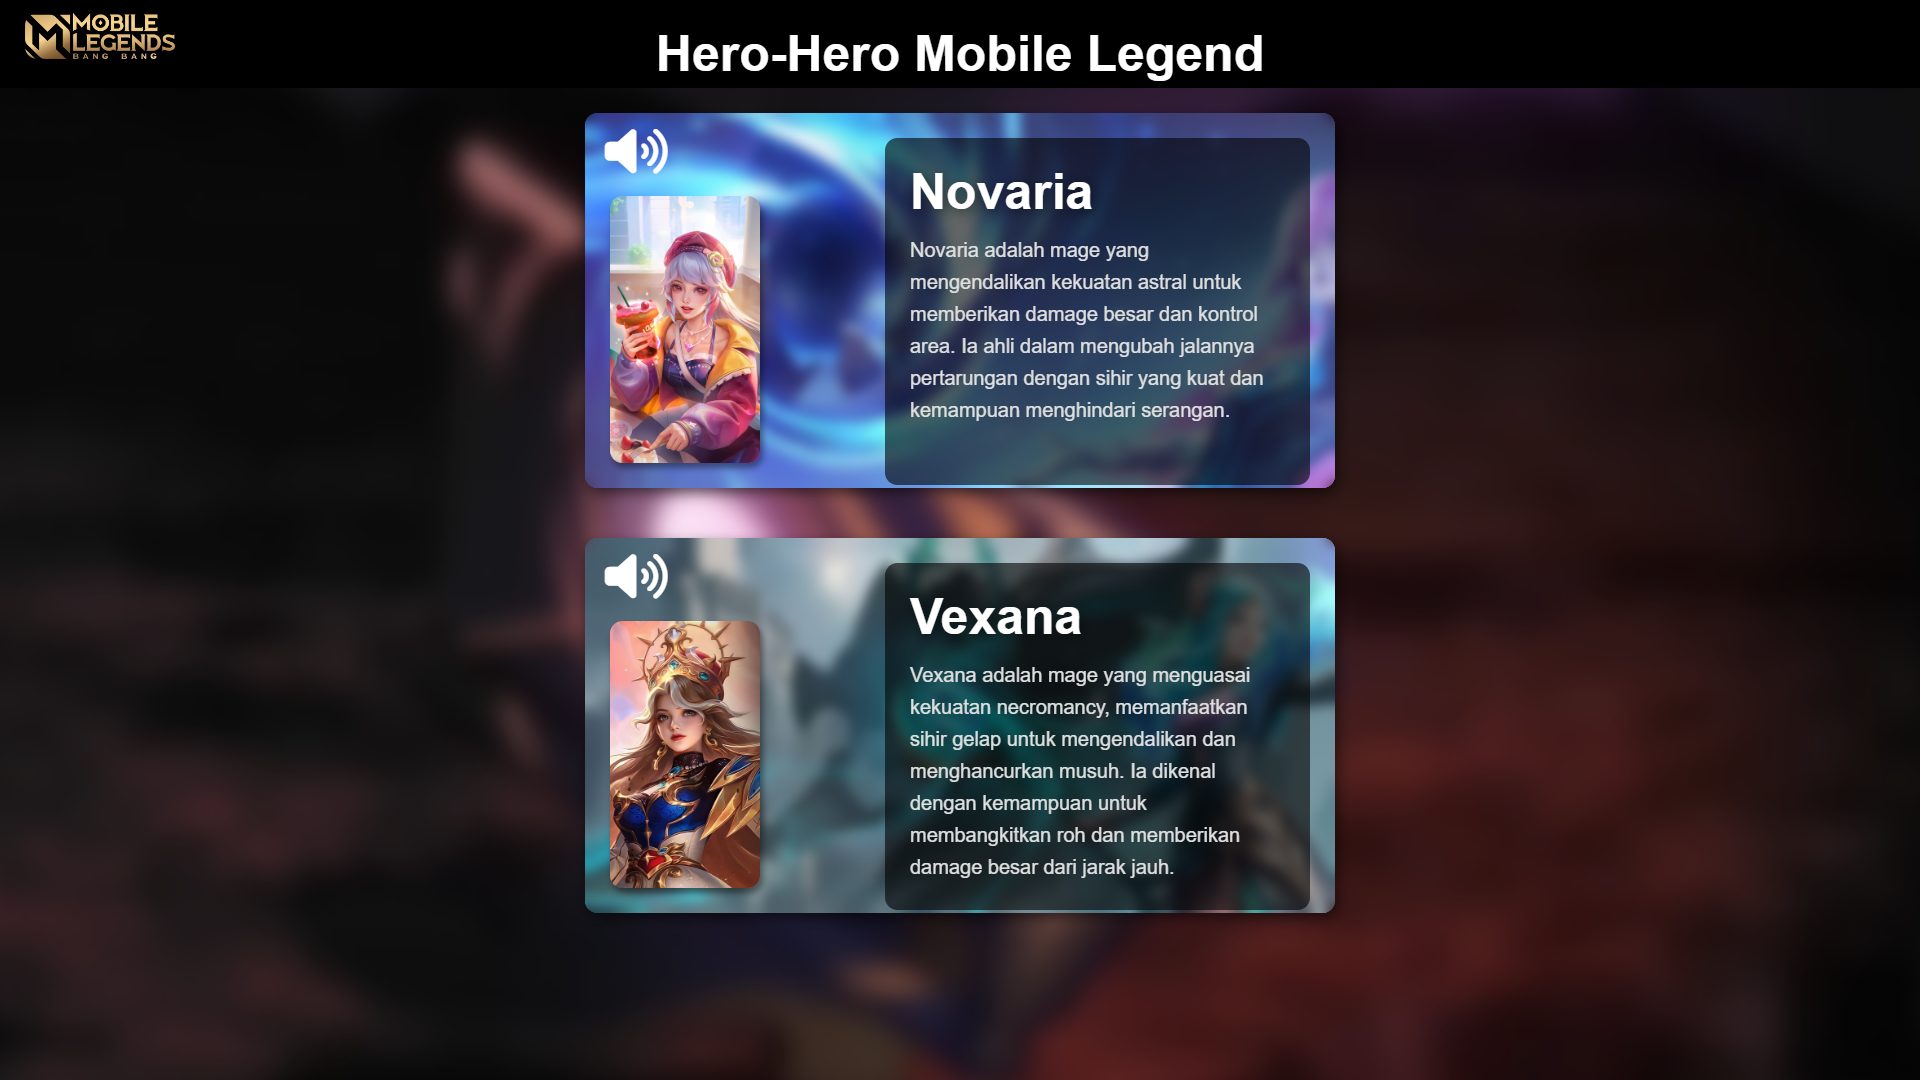 MOBILE
LEGENDS
BANG BANG
Hero-Hero Mobile Legend
Novaria
Novaria adalah mage yang
mengendalikan kekuatan astral untuk
memberikan damage besar dan kontrol
area. Ia ahli dalam mengubah jalannya
pertarungan dengan sihir yang kuat dan
kemampuan menghindari serangan.
Vexana
Vexana adalah mage yang menguasai
kekuatan necromancy, memanfaatkan
sihir gelap untuk mengendalikan dan
menghancurkan musuh. Ia dikenal
dengan kemampuan untuk
membangkitkan roh dan memberikan
damage besar dari jarak jauh.